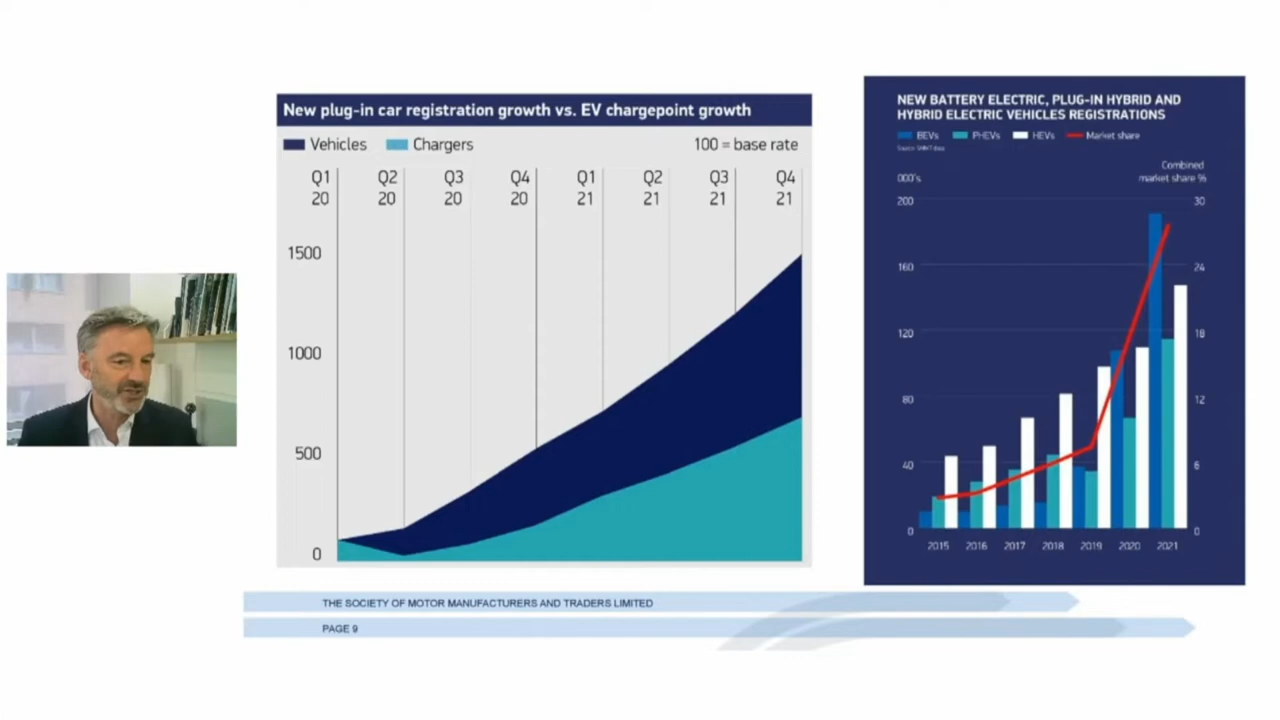 New plug-in car registration growth vs. EV chargepoint growth
Vehicles Chargers 100 = base rate
Q1 Q2 Q3 Q4 Q1 Q2 Q3 Q4
20 20 20 20 21 21 21 21
1500
1000
500
0
NEW BATTERY ELECTRIC, PLUG-IN HYBRID AND
HYBRID ELECTRIC VEHICLES REGISTRATIONS
BEVs PHEVs HEVs Market share
Source: SMMT data
Combined
000's market share %
200 30
160 24
120 18
80 12
40 6
0 0
2015 2016 2017 2018 2019 2020 2021
THE SOCIETY OF MOTOR MANUFACTURERS AND TRADERS LIMITED
PAGE 9